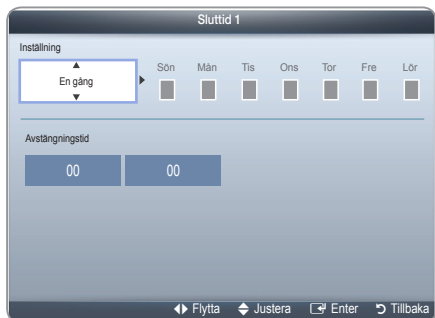 Sluttid 1
Inställning
En gång Sön Mån Tis Ons Tor Fre Lör
Avstängningstid
00 00
Flytta Justera Enter Tillbaka